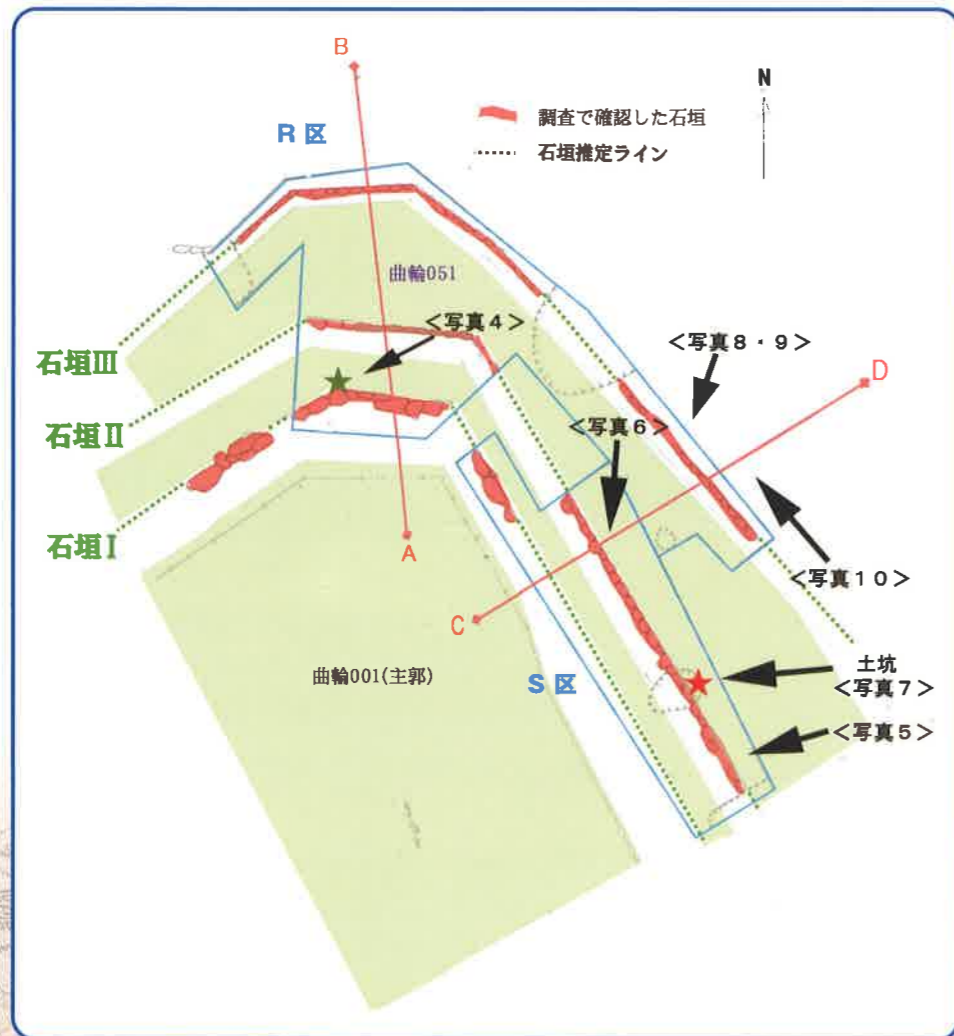 B
N
R 区
調査で確認した石垣
石垣推定ライン
曲輪051
<写真4>
石垣Ⅲ
<写真8・9>
D
石垣Ⅱ
<写真6>
石垣Ⅰ
A
<写真10>
C
曲輪001(主郭)
S 区
土坑
<写真7>
<写真5>